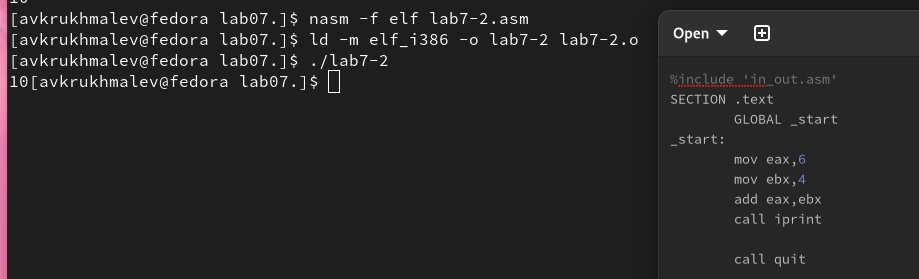 [avkrukhmalev@fedora lab07.]$ nasm -f elf lab7-2.asm
[avkrukhmalev@fedora lab07.]$ ld -m elf_i386 -o lab7-2 lab7-2.o
[avkrukhmalev@fedora lab07.]$ ./lab7-2
10[avkrukhmalev@fedora lab07.]$
Open
%include 'in_out.asm'
SECTION .text
GLOBAL _start
_start:
mov eax,6
mov ebx,4
add eax,ebx
call iprint
call quit